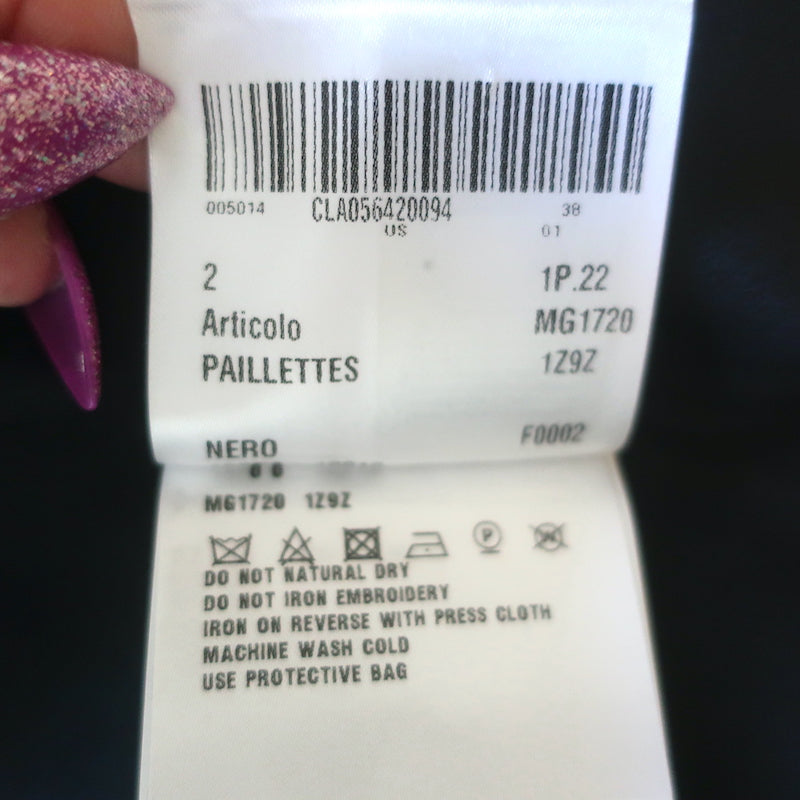 005014 CLA056420094 38
US 01
2 1P.22
Articolo MG1720
PAILLETTES 1Z9Z
NERO F0002
MG1720 1Z9Z
P
DO NOT NATURAL DRY
DO NOT IRON EMBROIDERY
IRON ON REVERSE WITH PRESS CLOTH
MACHINE WASH COLD
USE PROTECTIVE BAG